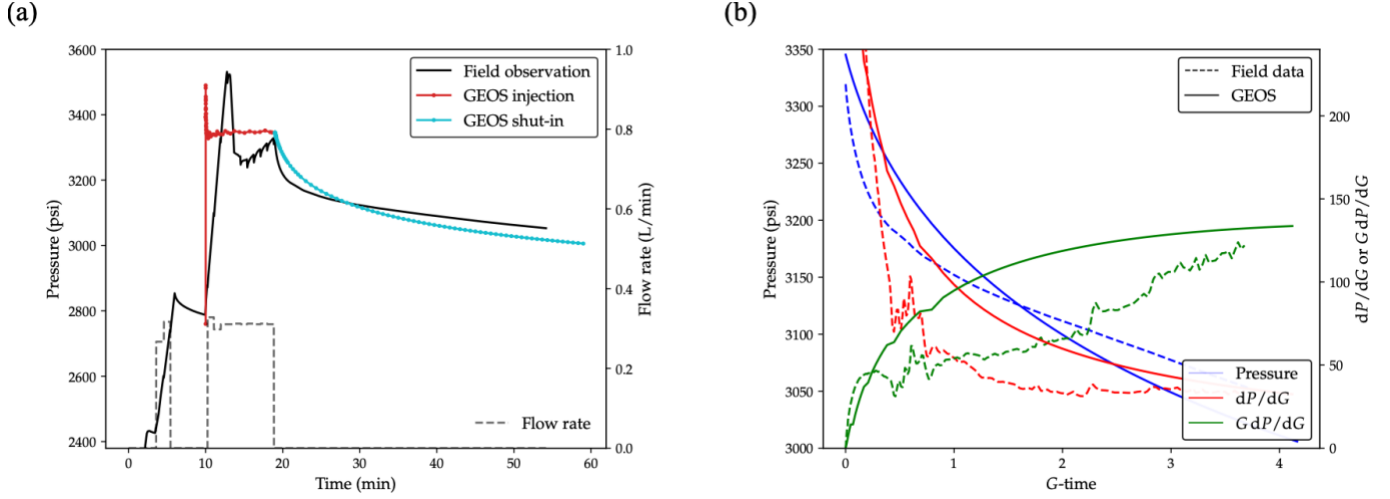 (a)
3600
3400
3200
3000
2800
2600
2400
Pressure (psi)
0
10
20
30
40
50
60
Time (min)
1.0
0.8
0.6
0.4
0.2
0.0
Flow rate (L/min)
Field observation
GEOS injection
GEOS shut-in
Flow rate
(b)
3350
3300
3250
3200
3150
3100
3050
3000
Pressure (psi)
0
1
2
3
4
G-time
200
150
100
50
0
dP/dG or G dP/dG
Field data
GEOS
Pressure
dP/dG
G dP/dG